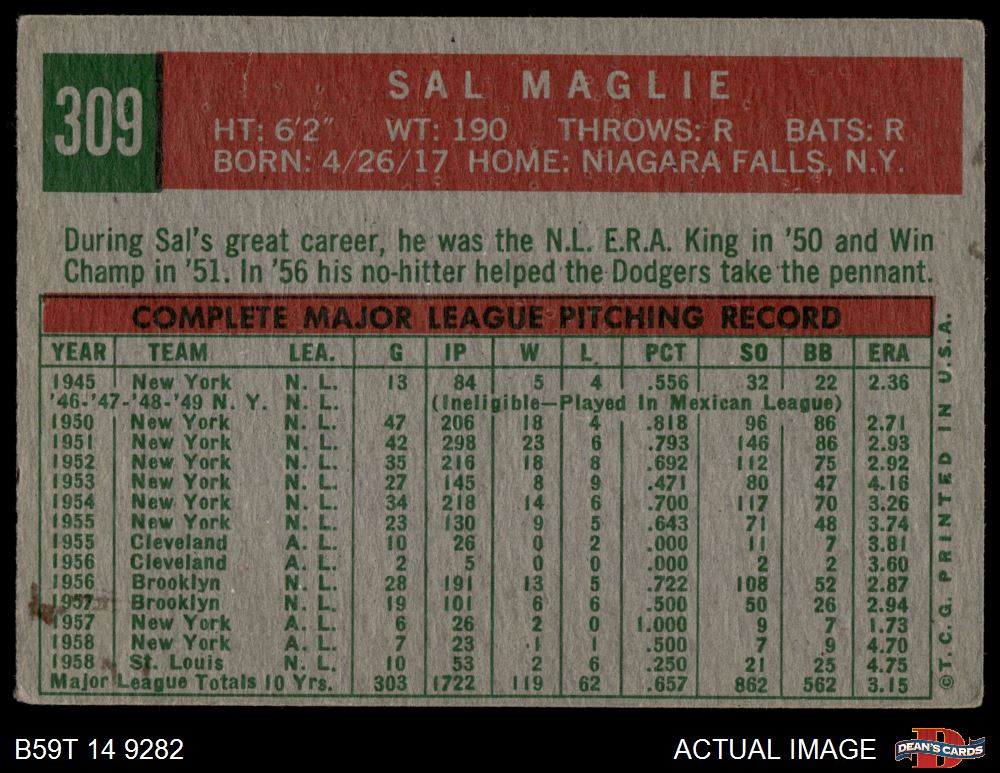 309
SAL MAGLIE
HT: 6'2" WT: 190 THROWS: R BATS: R
BORN: 4/26/17 HOME: NIAGARA FALLS, N.Y.
During Sal's great career, he was the N.L. E.R.A. King in '50 and Win
Champ in '51. In '56 his no-hitter helped the Dodgers take the pennant.
COMPLETE MAJOR LEAGUE PITCHING RECORD
YEAR TEAM LEA. G IP W L PCT SO BB ERA
1945 New York N. L. 13 84 5 4 .556 32 22 2.36
'46-'47-'48-'49 N. Y. N. L. (Ineligible—Played In Mexican League)
1950 New York N. L. 47 206 18 4 .818 96 86 2.71
1951 New York N. L. 42 298 23 6 .793 146 86 2.93
1952 New York N. L. 35 216 18 8 .692 112 75 2.92
1953 New York N. L. 27 145 8 9 .471 80 47 4.16
1954 New York N. L. 34 218 14 6 .700 117 70 3.26
1955 New York N. L. 23 130 9 5 .643 71 48 3.74
1955 Cleveland A. L. 10 26 0 2 .000 11 7 3.81
1956 Cleveland A. L. 2 5 0 0 .000 2 2 3.60
1956 Brooklyn N. L. 28 191 13 5 .722 108 52 2.87
1957 Brooklyn N. L. 19 101 6 6 .500 50 26 2.94
1957 New York A. L. 6 26 2 0 1.000 9 7 1.73
1958 New York A. L. 7 23 1 1 .500 7 9 4.70
1958 St. Louis N. L. 10 53 2 6 .250 21 25 4.75
Major League Totals 10 Yrs. 303 1722 119 62 .657 862 562 3.15
© T. C. G. PRINTED IN U.S.A.
B59T 14 9282
ACTUAL IMAGE
D
DEAN'S CARDS